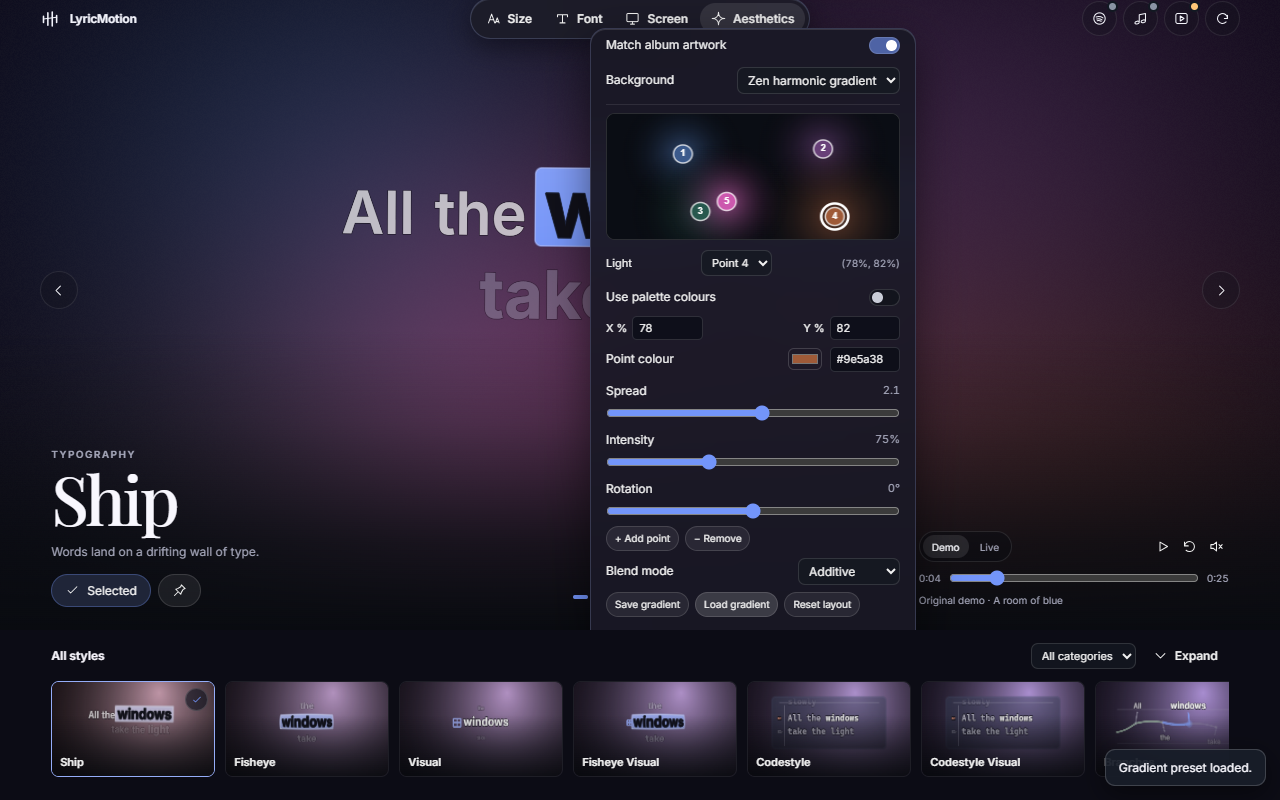 LyricMotion
Size
Font
Screen
Aesthetics
Match album artwork
Background
Zen harmonic gradient
1
2
3
5
4
Light
Point 4
(78%, 82%)
Use palette colours
X %
78
Y %
82
Point colour
#9e5a38
Spread
2.1
Intensity
75%
Rotation
0°
+ Add point
− Remove
Blend mode
Additive
Save gradient
Load gradient
Reset layout
All the w
take
TYPOGRAPHY
Ship
Words land on a drifting wall of type.
Selected
Demo
Live
0:04
0:25
Original demo · A room of blue
All styles
All categories
Expand
All the windows
take the light
Ship
the
windows
take
Fisheye
windows
Visual
the
windows
take
Fisheye Visual
All the windows
take the light
Codestyle
All the windows
take the light
Codestyle Visual
All
windows
the
take
Gradient preset loaded.